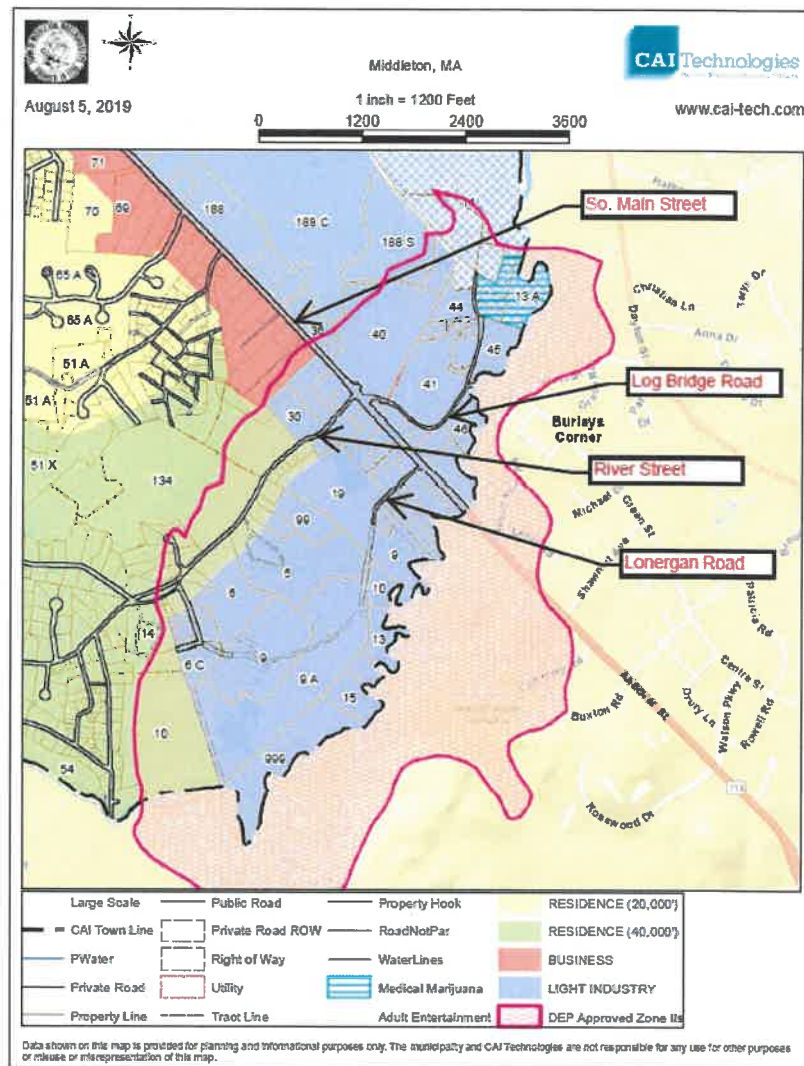 Middleton, MA
CAI Technologies
August 5, 2019
1 inch = 1200 Feet
www.cai-tech.com
0 1200 2400 3600
71
70
69
188
188 C
188 S
So. Main Street
65 A
65 A
51 A
51 A
51 X
134
44
40
41
45
46
13 A
30
19
99
Christian Ln
Anna Dr
Log Bridge Road
Burleys
Corner
River Street
Michael
Green St
Lonergan Road
6
6
9
10
13
14
6 C
9
9 A
15
10
999
54
Buxton Rd
Andover St
Drury Ln
Centre St
Watson Pkwy
Rowell Rd
Rosewood Dr
114
Large Scale
Public Road
Property Hook
RESIDENCE (20,000')
CAI Town Line
Private Road ROW
RoadNotPar
RESIDENCE (40,000')
PWater
Right of Way
WaterLines
BUSINESS
Private Road
Utility
Medical Marijuana
LIGHT INDUSTRY
Property Line
Tract Line
Adult Entertainment
DEP Approved Zone IIs
Data shown on this map is provided for planning and informational purposes only. The municipality and CAI Technologies are not responsible for any use for other purposes
or misuse or misrepresentation of this map.